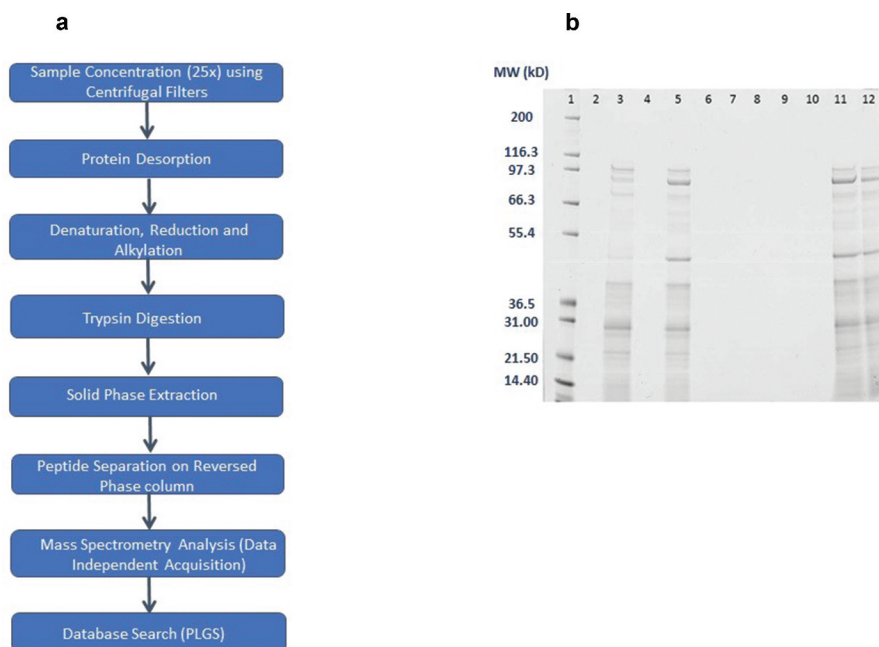 a
Sample Concentration (25x) using
Centrifugal Filters
Protein Desorption
Denaturation, Reduction and
Alkylation
Trypsin Digestion
Solid Phase Extraction
Peptide Separation on Reversed
Phase column
Mass Spectrometry Analysis (Data
Independent Acquisition)
Database Search (PLGS)
b
MW (kD)
1 2 3 4 5 6 7 8 9 10 11 12
200
116.3
97.3
66.3
55.4
36.5
31.00
21.50
14.40